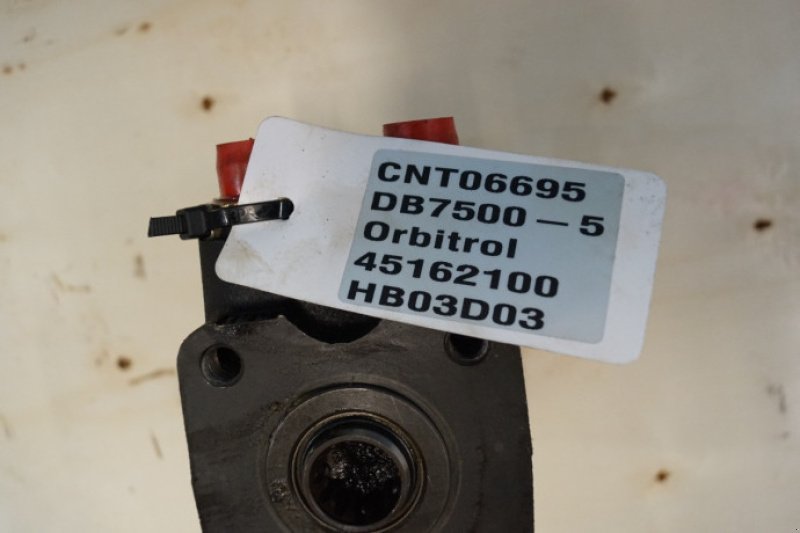 CNT06695
DB7500 – 5
Orbitrol
45162100
HB03D03